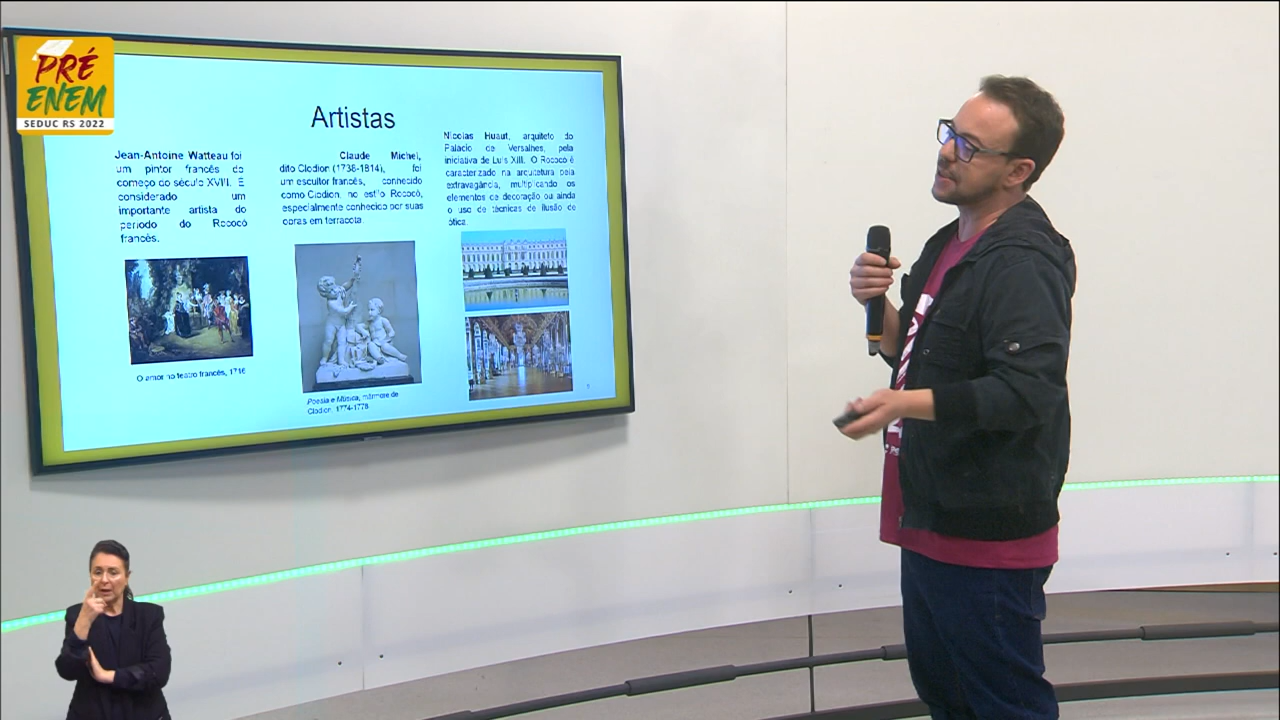 PRÉ
ENEM
SEDUC RS 2022
Artistas
Jean-Antoine Watteau foi
um pintor francês do
começo do século XVIII. É
considerado um
importante artista do
período do Rococó
francês.
O amor no teatro francês, 1716
Claude Michel,
dito Clodion (1738-1814), foi
um escultor francês, conhecido
como Clodion, no estilo Rococó,
especialmente conhecido por suas
obras em terracota.
Poesia e Música, mármore de
Clodion, 1774-1778
Nicolas Huaut, arquiteto do
Palácio de Versalhes, pela
iniciativa de Luis XIII. O Rococó é
caracterizado na arquitetura pela
extravagância, multiplicando os
elementos de decoração ou ainda
o uso de técnicas de ilusão de
ótica.